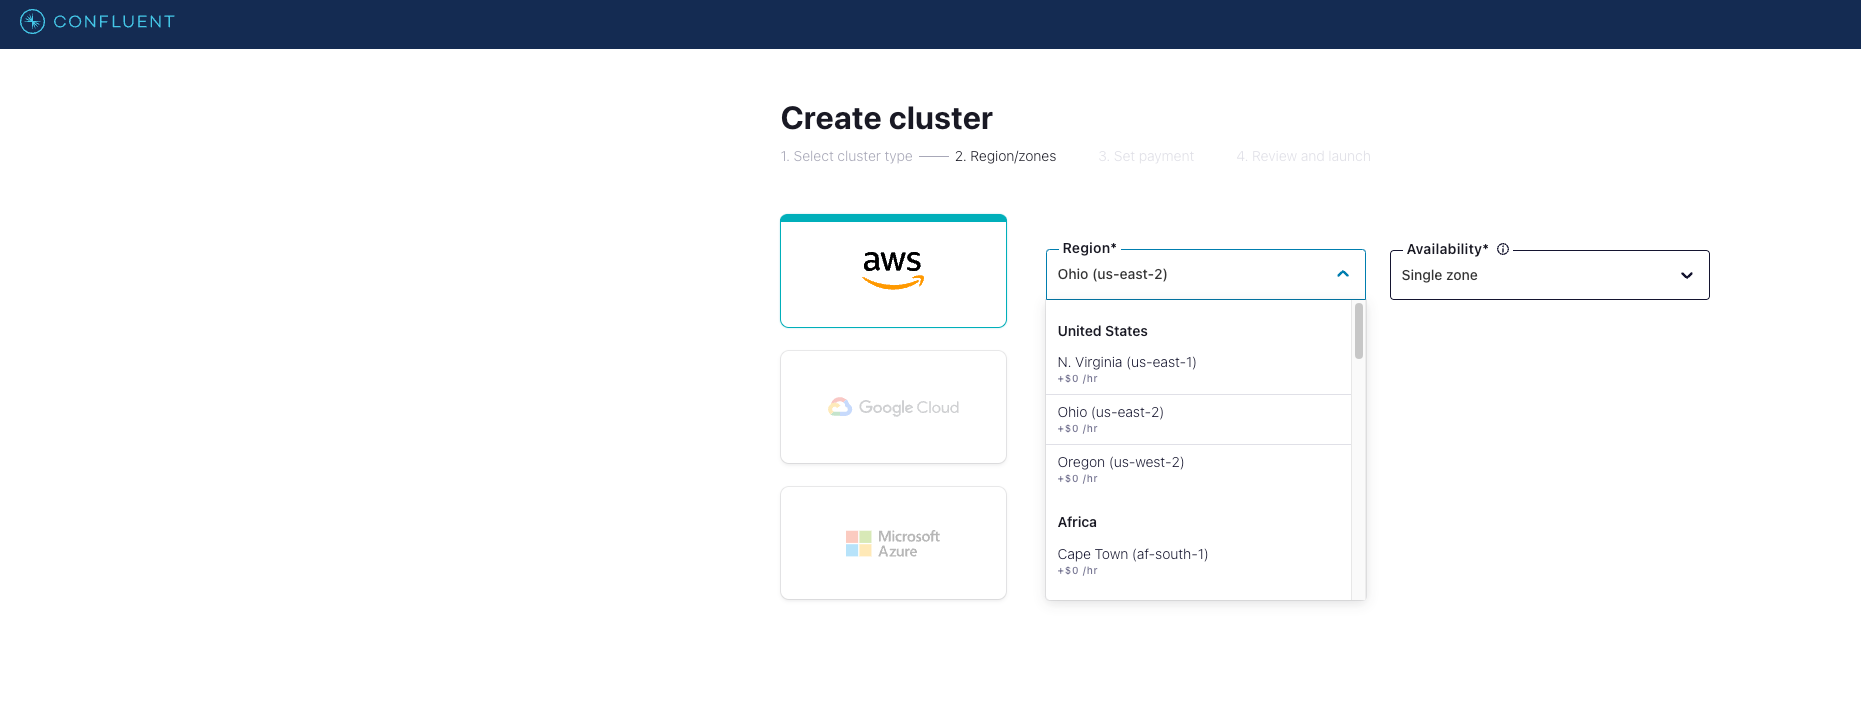 CONFLUENT
Create cluster
1. Select cluster type
2. Region/zones
3. Set payment
4. Review and launch
aws
Google Cloud
Microsoft
Azure
Region*
Ohio (us-east-2)
United States
N. Virginia (us-east-1)
+$0 /hr
Ohio (us-east-2)
+$0 /hr
Oregon (us-west-2)
+$0 /hr
Africa
Cape Town (af-south-1)
+$0 /hr
Availability*
Single zone